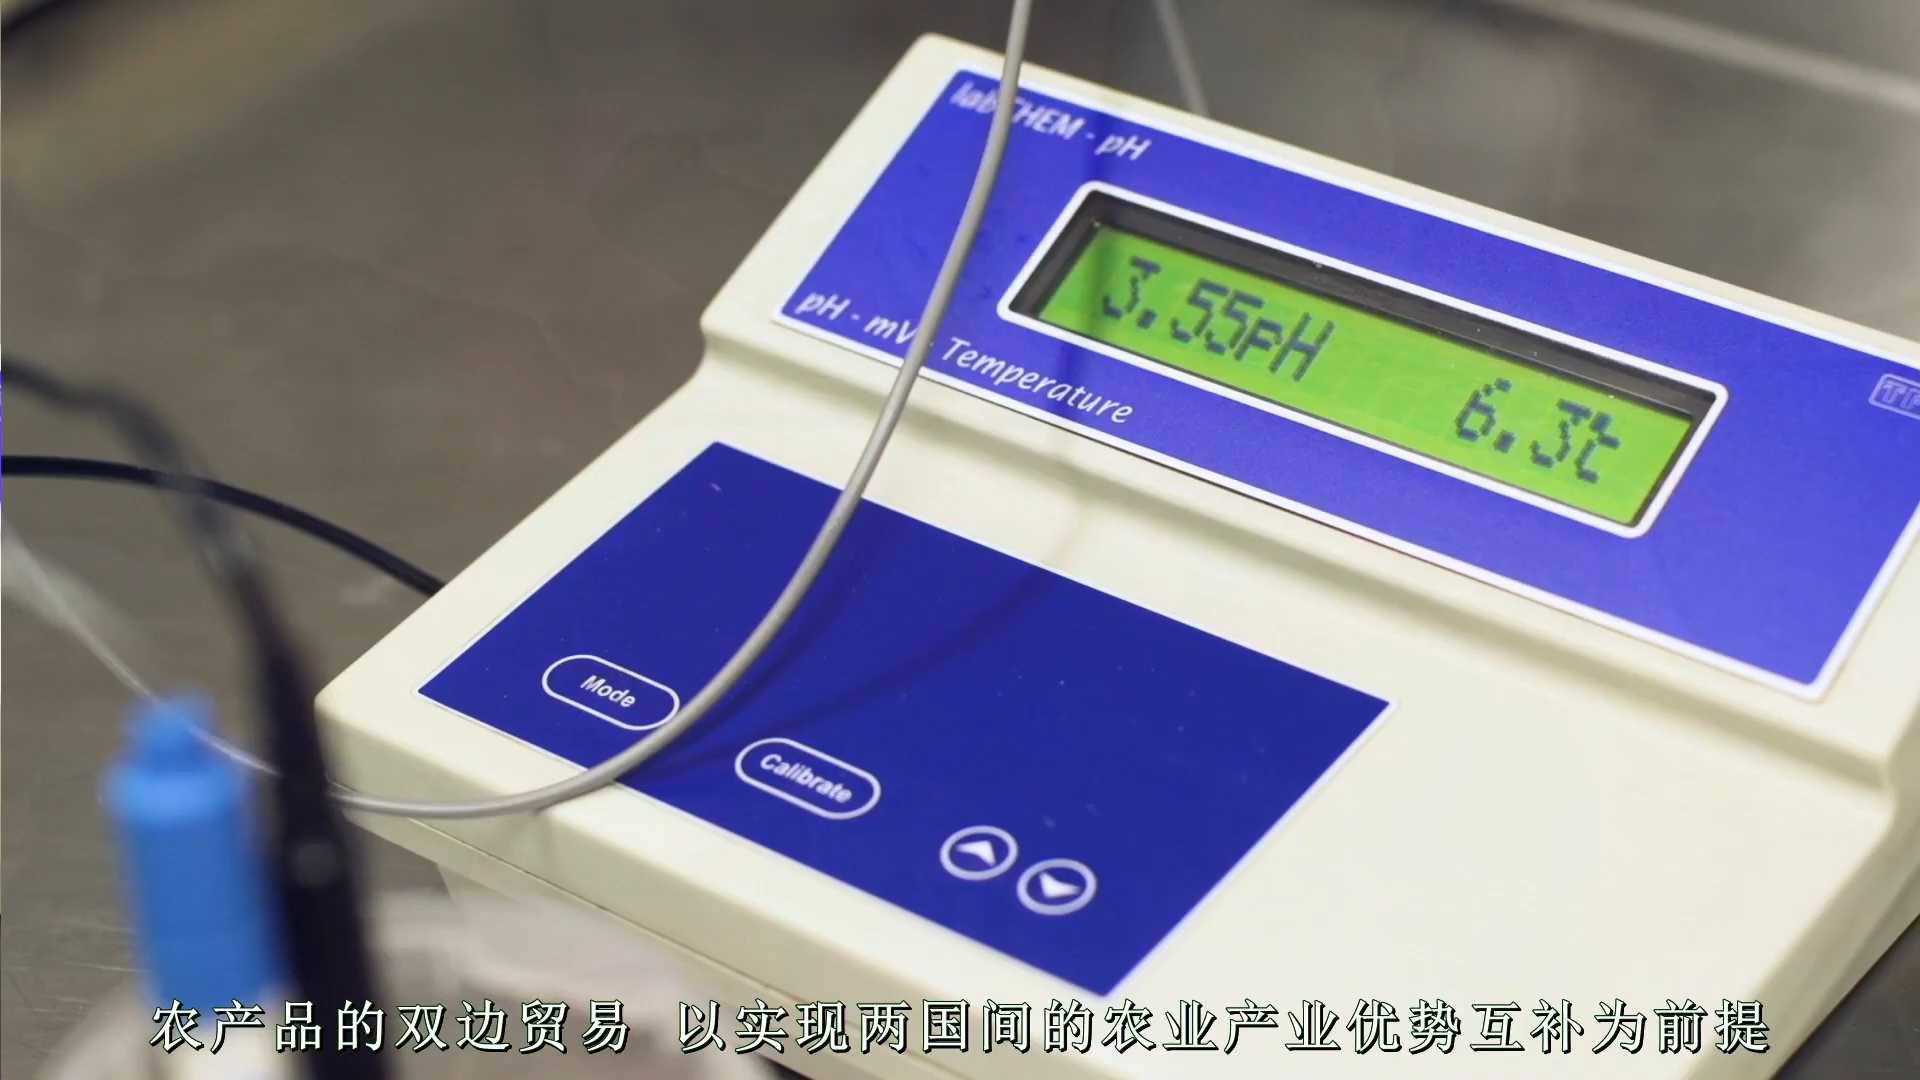 labCHEM - pH
3.55pH 6.3t
pH - mV - Temperature
Mode
Calibrate
农产品的双边贸易 以实现两国间的农业产业优势互补为前提